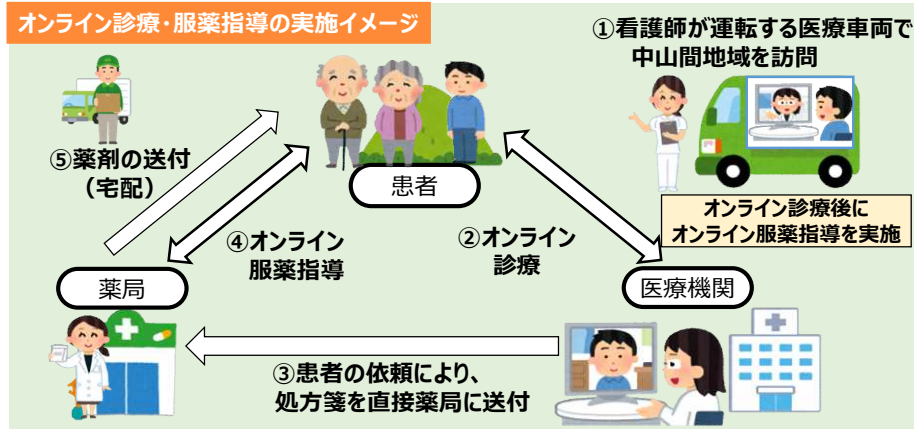 オンライン診療・服薬指導の実施イメージ
①看護師が運転する医療車両で
中山間地域を訪問
⑤薬剤の送付
（宅配）
患者
オンライン診療後に
オンライン服薬指導を実施
④オンライン
服薬指導
②オンライン
診療
薬局
医療機関
③患者の依頼により、
処方箋を直接薬局に送付